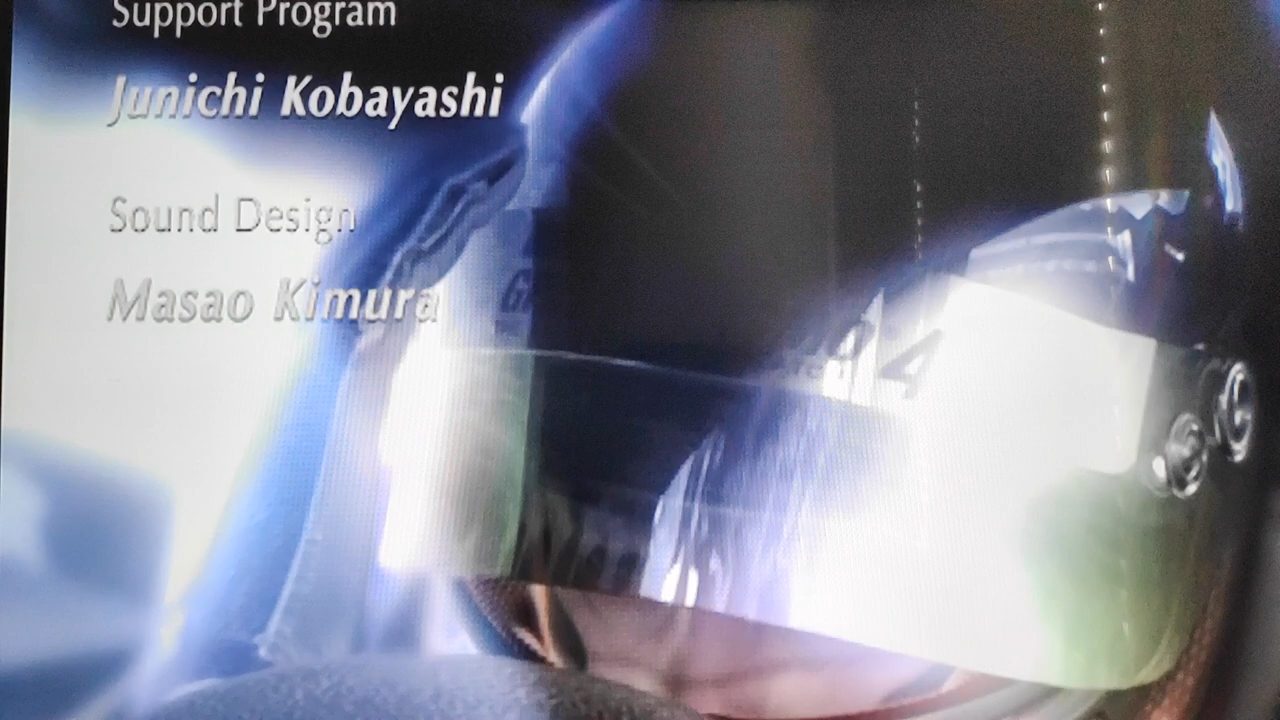 Support Program
Junichi Kobayashi
Sound Design
Masao Kimura